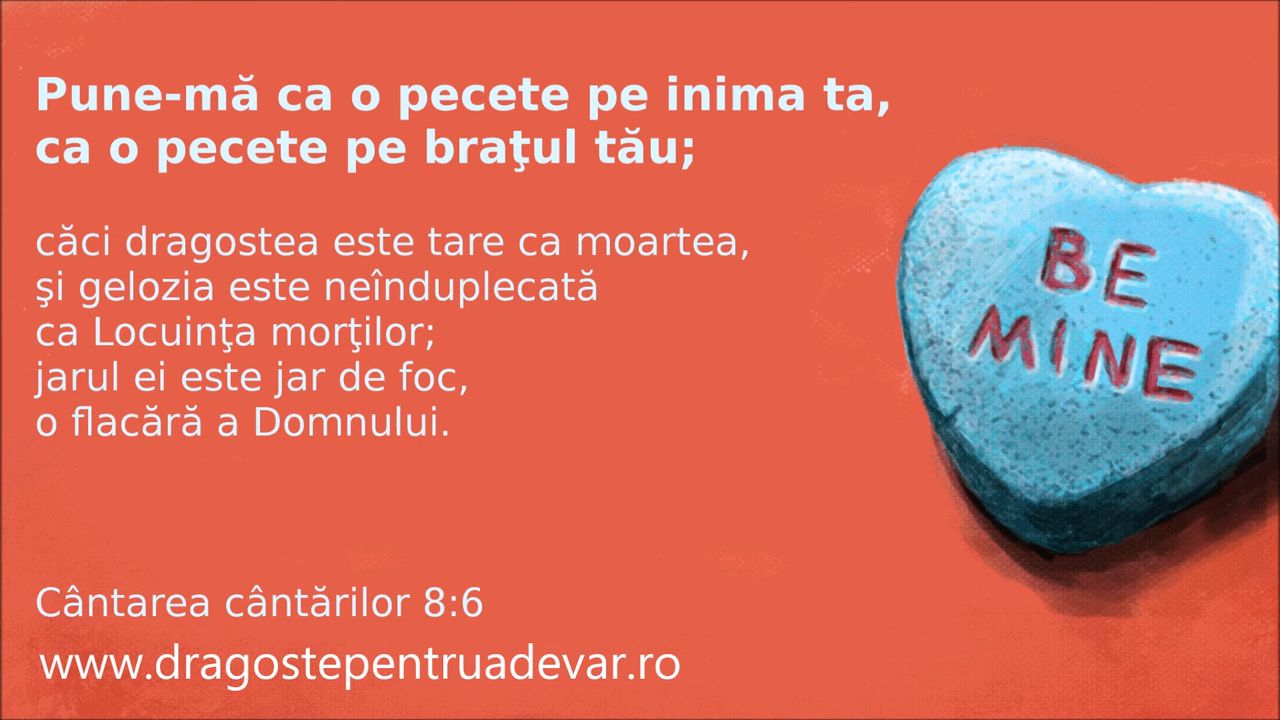 Pune-mă ca o pecete pe inima ta,
ca o pecete pe braţul tău;
căci dragostea este tare ca moartea,
şi gelozia este neînduplecată
ca Locuinţa morţilor;
jarul ei este jar de foc,
o flacără a Domnului.
BE
MINE
Cântarea cântărilor 8:6
www.dragostepentruadevar.ro